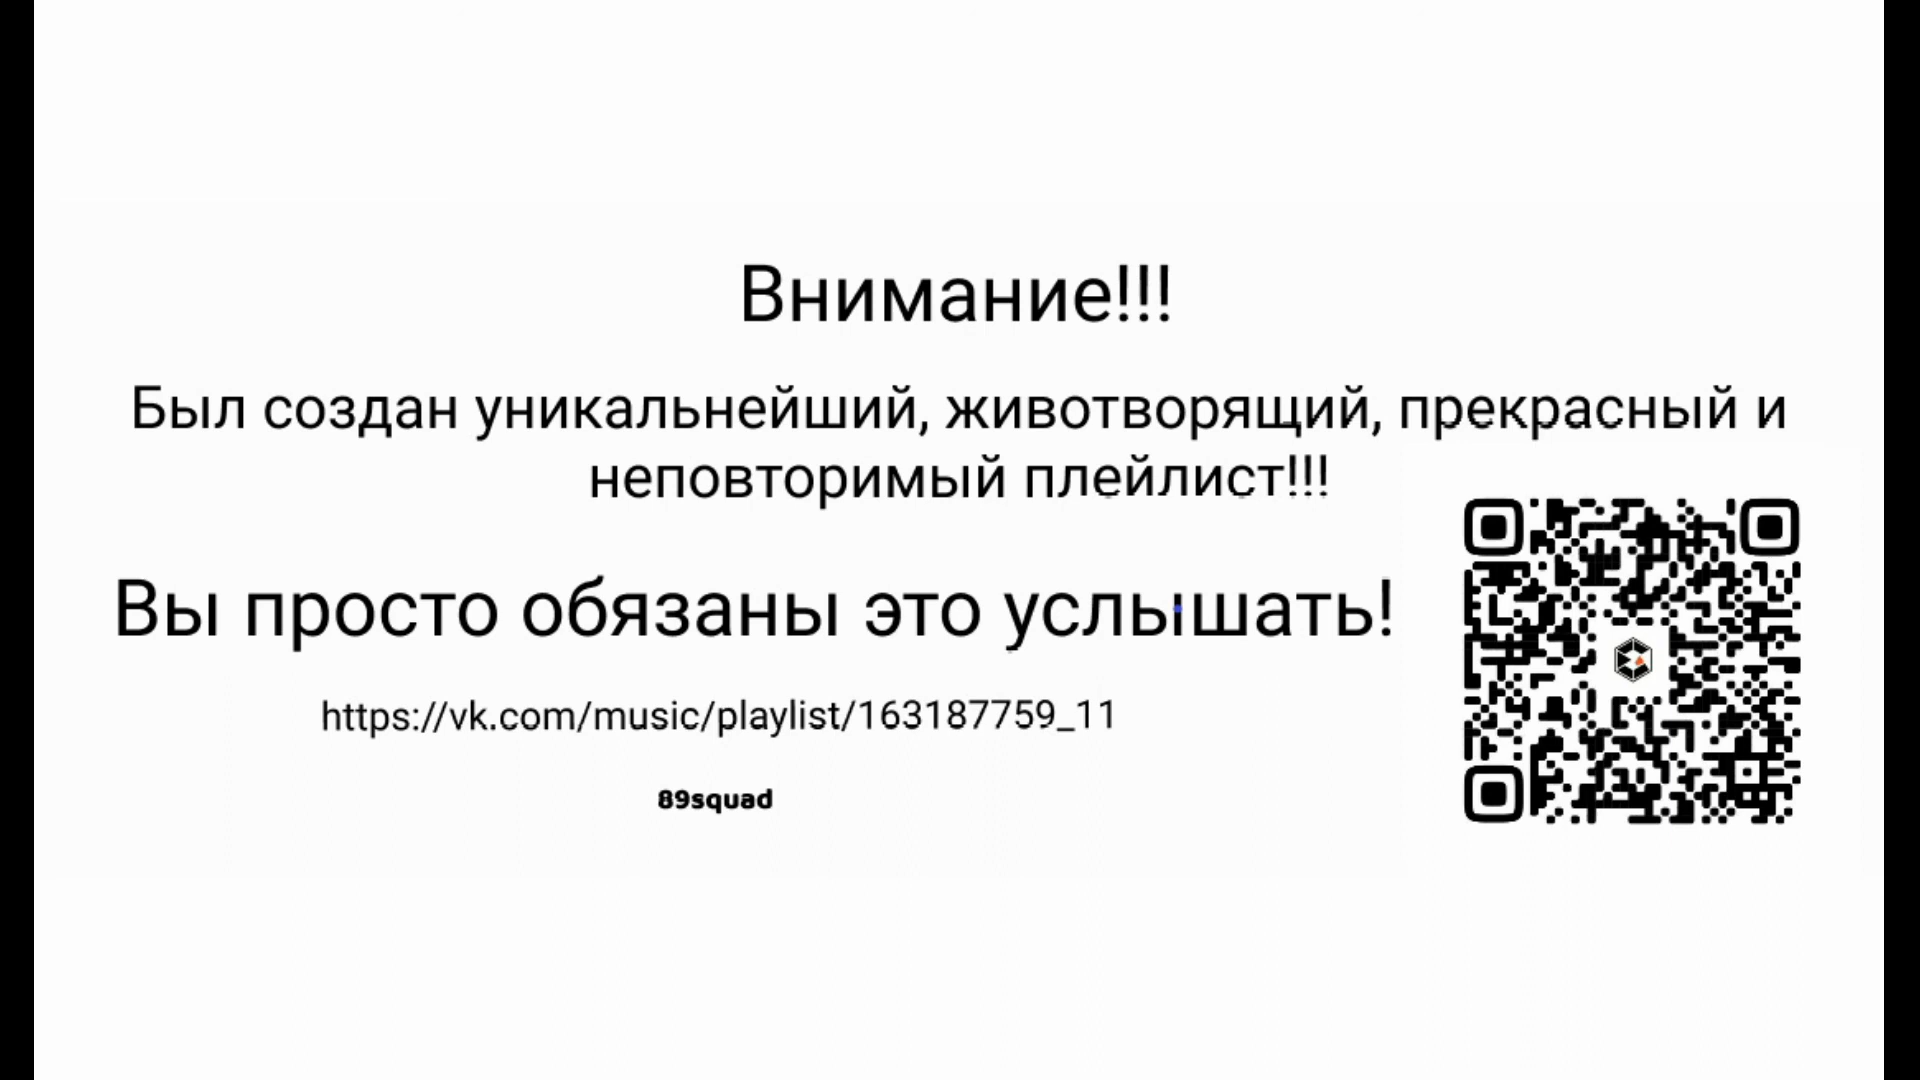 Внимание!!!
Был создан уникальнейший, животворящий, прекрасный и
неповторимый плейлист!!!
Вы просто обязаны это услышать!
https://vk.com/music/playlist/163187759_11
89squad